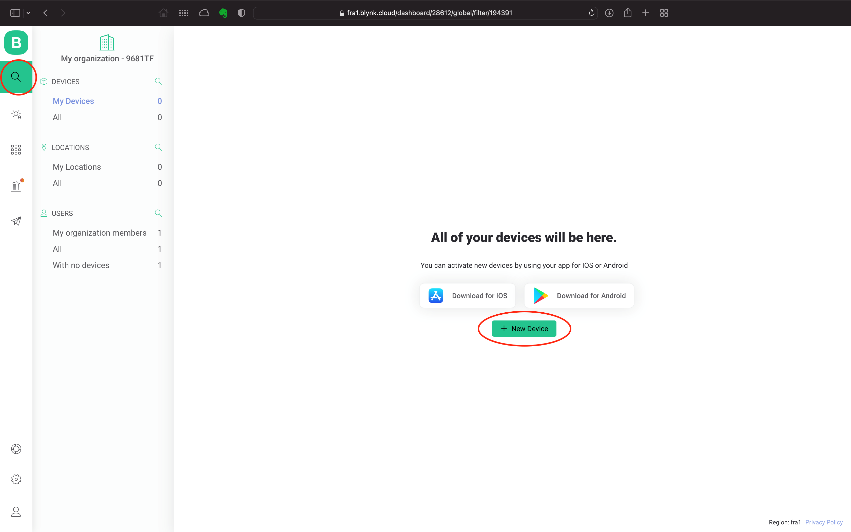 fra1.blynk.cloud/dashboard/28612/global/filter/194391
B
My organization - 9681TF
DEVICES
My Devices 0
All 0
LOCATIONS
My Locations 0
All 0
USERS
My organization members 1
All 1
With no devices 1
All of your devices will be here.
You can activate new devices by using your app for iOS or Android
Download for iOS
Download for Android
+ New Device
Region: fra1 Privacy Policy